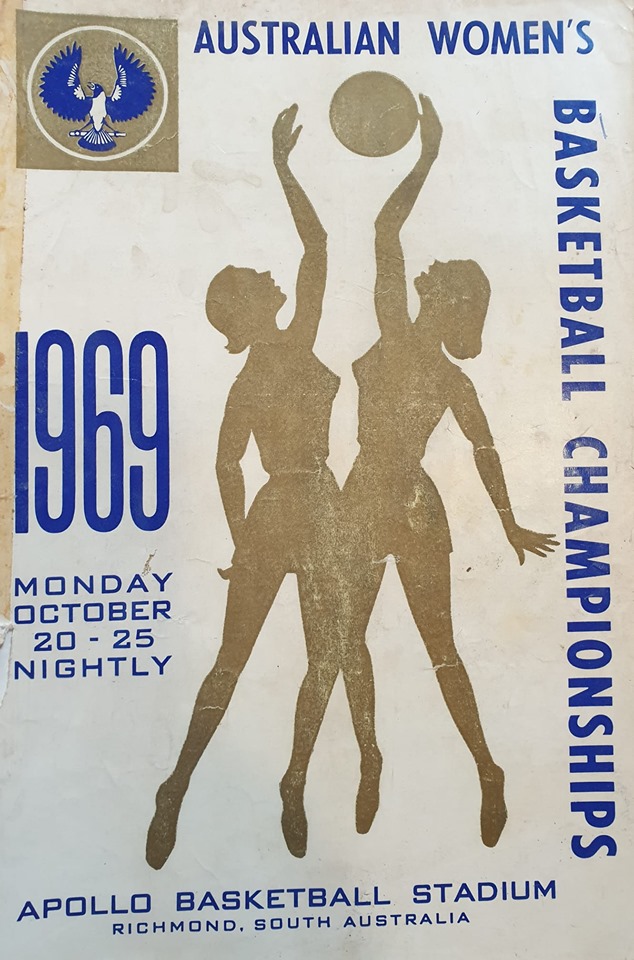 AUSTRALIAN WOMEN'S
BASKETBALL CHAMPIONSHIPS
1969
MONDAY
OCTOBER
20 - 25
NIGHTLY
APOLLO BASKETBALL STADIUM
RICHMOND, SOUTH AUSTRALIA